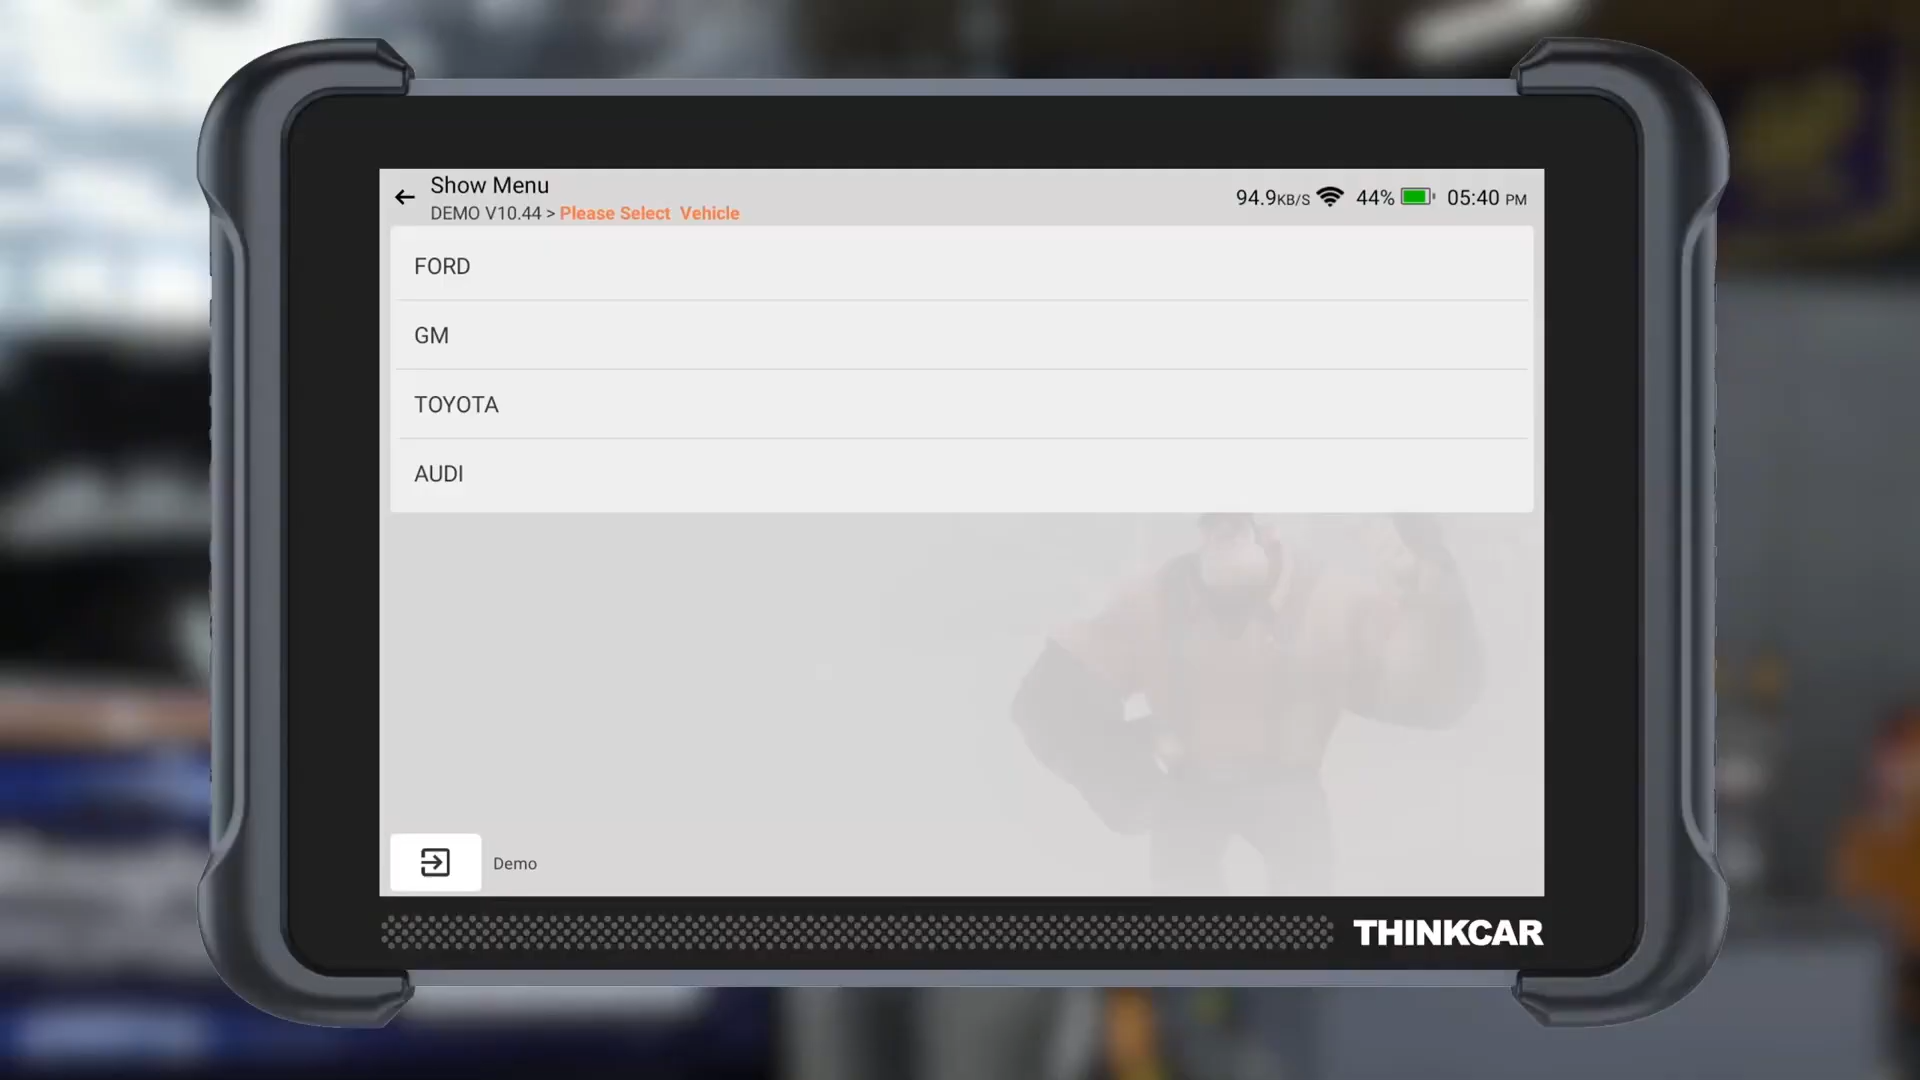 Show Menu
DEMO V10.44 > Please Select Vehicle
94.9KB/S 44% 05:40 PM
FORD
GM
TOYOTA
AUDI
Demo
THINKCAR